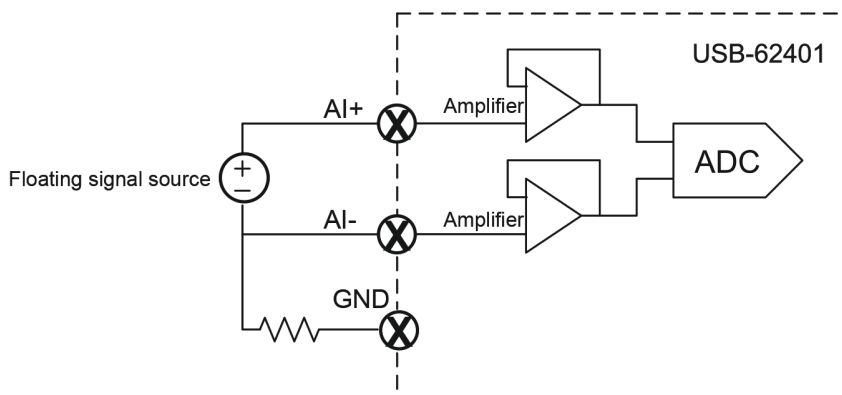 USB-62401
AI+
Amplifier
X
ADC
+
Floating signal source
−
AI-
Amplifier
X
GND
X